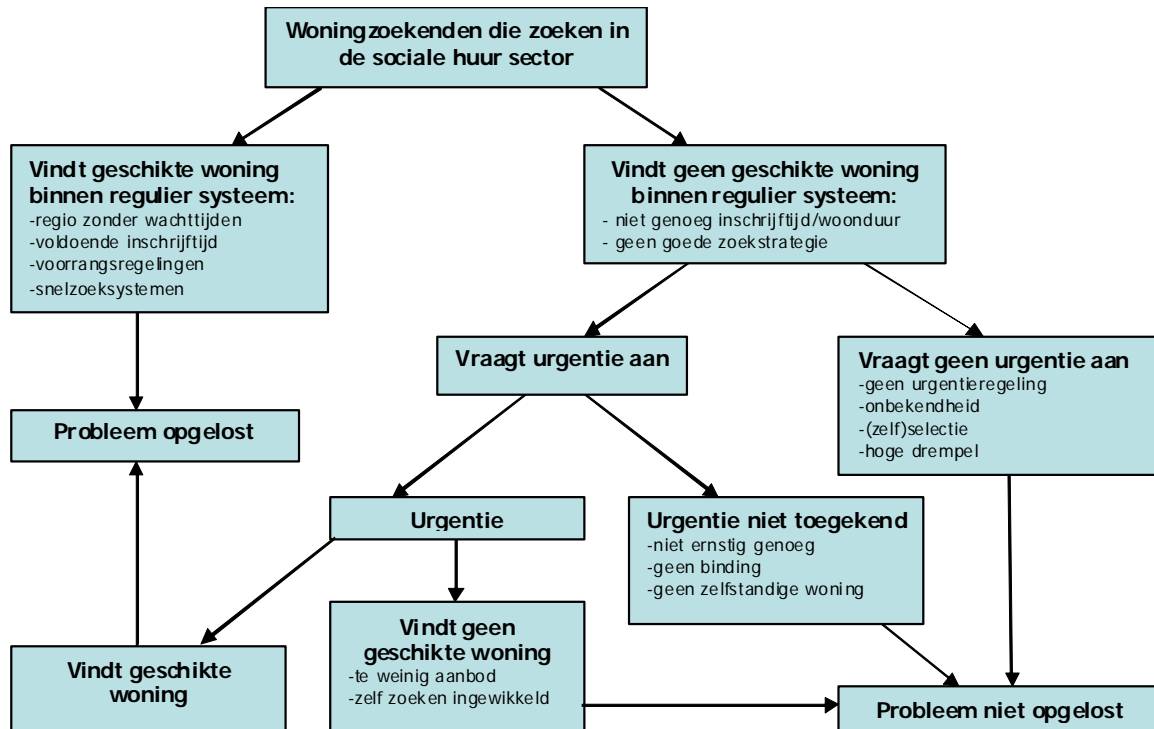 Woningzoekenden die zoeken in
de sociale huur sector
Vindt geschikte woning
binnen regulier systeem:
-regio zonder wachttijden
-voldoende inschrijftijd
-voorrangsregelingen
-snelzoeksystemen
Vindt geen geschikte woning
binnen regulier systeem:
- niet genoeg inschrijftijd/woonduur
- geen goede zoekstrategie
Vraagt urgentie aan
Vraagt geen urgentie aan
-geen urgentieregeling
-onbekendheid
-(zelf)selectie
-hoge drempel
Probleem opgelost
Urgentie
Urgentie niet toegekend
-niet ernstig genoeg
-geen binding
-geen zelfstandige woning
Vindt geschikte
woning
Vindt geen
geschikte woning
-te weinig aanbod
-zelf zoeken ingewikkeld
Probleem niet opgelost